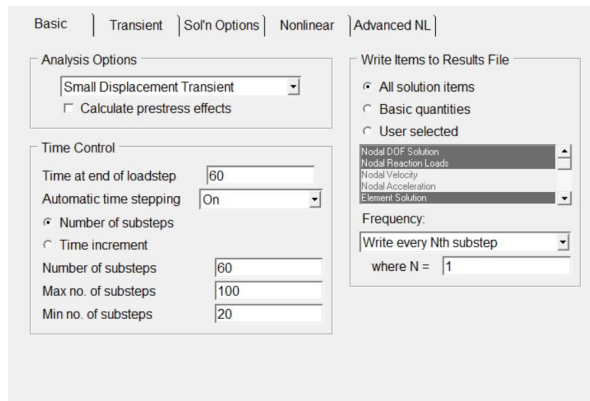 Basic
Transient
Sol'n Options
Nonlinear
Advanced NL
Analysis Options
Small Displacement Transient
Calculate prestress effects
Time Control
Time at end of loadstep 60
Automatic time stepping On
Number of substeps
Time increment
Number of substeps 60
Max no. of substeps 100
Min no. of substeps 20
Write Items to Results File
All solution items
Basic quantities
User selected
Nodal DOF Solution
Nodal Reaction Loads
Nodal Velocity
Nodal Acceleration
Element Solution
Frequency:
Write every Nth substep
where N = 1